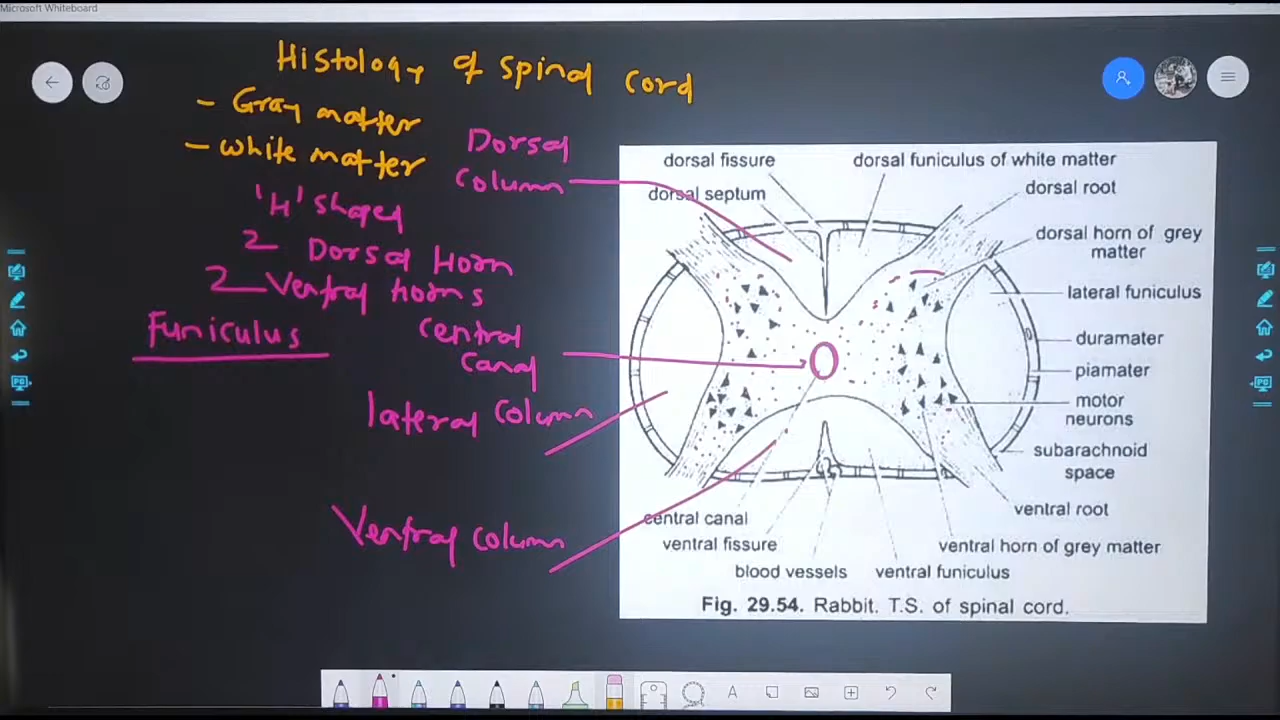 Microsoft Whiteboard
Histology of spinal cord
- Gray matter
- White matter
'H' shaped
2 Dorsal Horn
2 Ventral horns
Funiculus
Dorsal
Column
Central
Canal
lateral Column
Ventral Column
dorsal fissure
dorsal funiculus of white matter
dorsal septum
dorsal root
dorsal horn of grey
matter
lateral funiculus
duramater
piamater
motor
neurons
subarachnoid
space
central canal
ventral root
ventral fissure
ventral horn of grey matter
blood vessels
ventral funiculus
Fig. 29.54. Rabbit. T.S. of spinal cord.